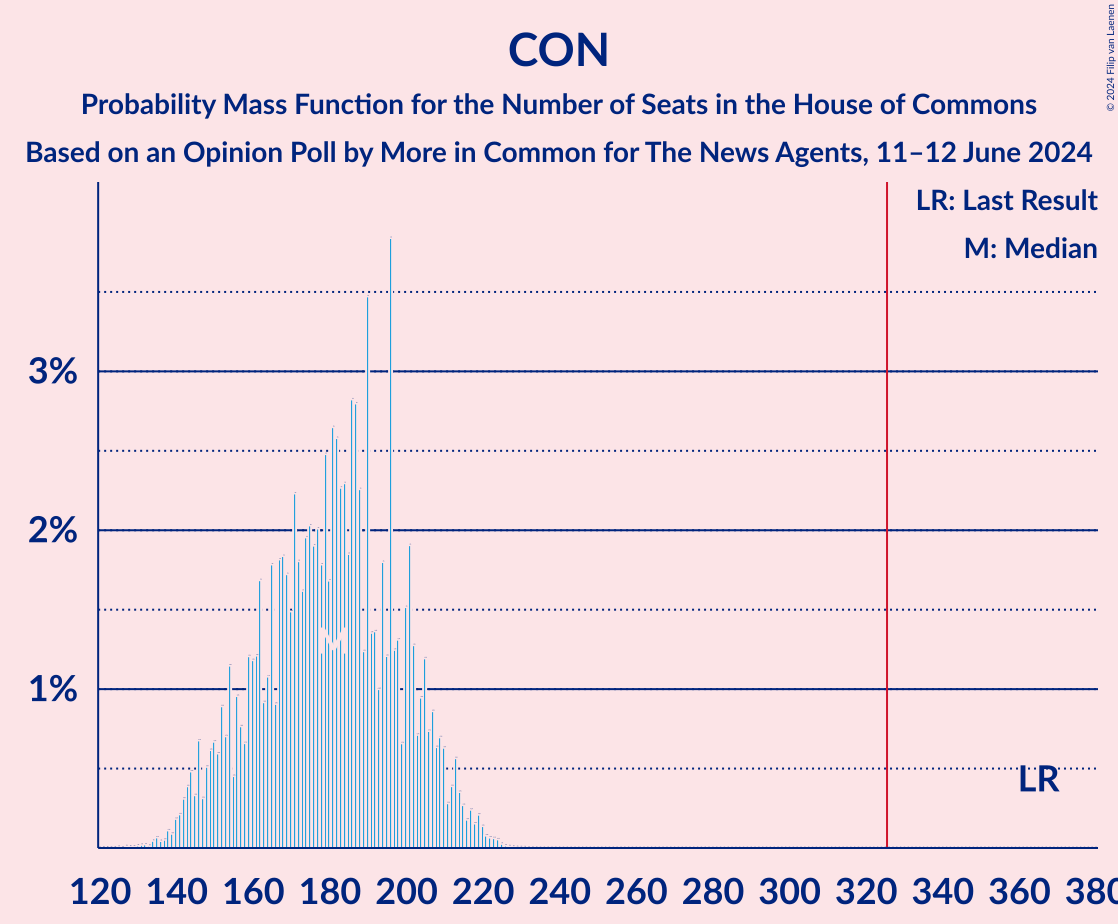 CON
Probability Mass Function for the Number of Seats in the House of Commons
Based on an Opinion Poll by More in Common for The News Agents, 11–12 June 2024
© 2024 Filip van Laenen
LR: Last Result
M: Median
3%
2%
1%
LR
120 140 160 180 200 220 240 260 280 300 320 340 360 380